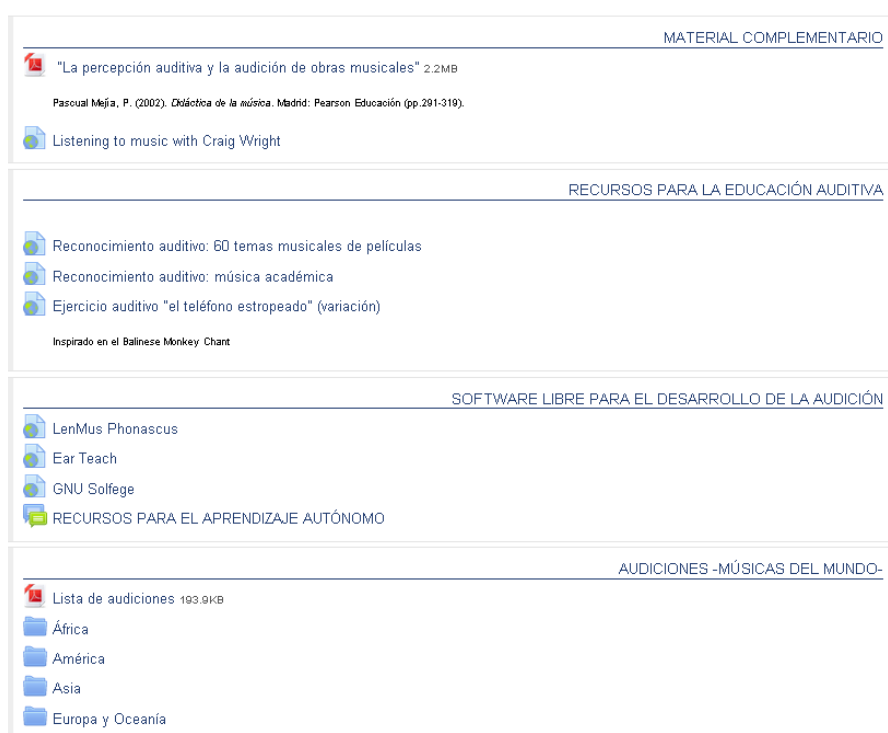 MATERIAL COMPLEMENTARIO
"La percepción auditiva y la audición de obras musicales" 2.2MB
Pascual Mejía, P. (2002). Didáctica de la música. Madrid: Pearson Educación (pp.291-319).
Listening to music with Craig Wright
RECURSOS PARA LA EDUCACIÓN AUDITIVA
Reconocimiento auditivo: 60 temas musicales de películas
Reconocimiento auditivo: música académica
Ejercicio auditivo "el teléfono estropeado" (variación)
Inspirado en el Balinese Monkey Chant
SOFTWARE LIBRE PARA EL DESARROLLO DE LA AUDICIÓN
LenMus Phonascus
Ear Teach
GNU Solfege
RECURSOS PARA EL APRENDIZAJE AUTÓNOMO
AUDICIONES -MÚSICAS DEL MUNDO-
Lista de audiciones 193.9KB
África
América
Asia
Europa y Oceanía